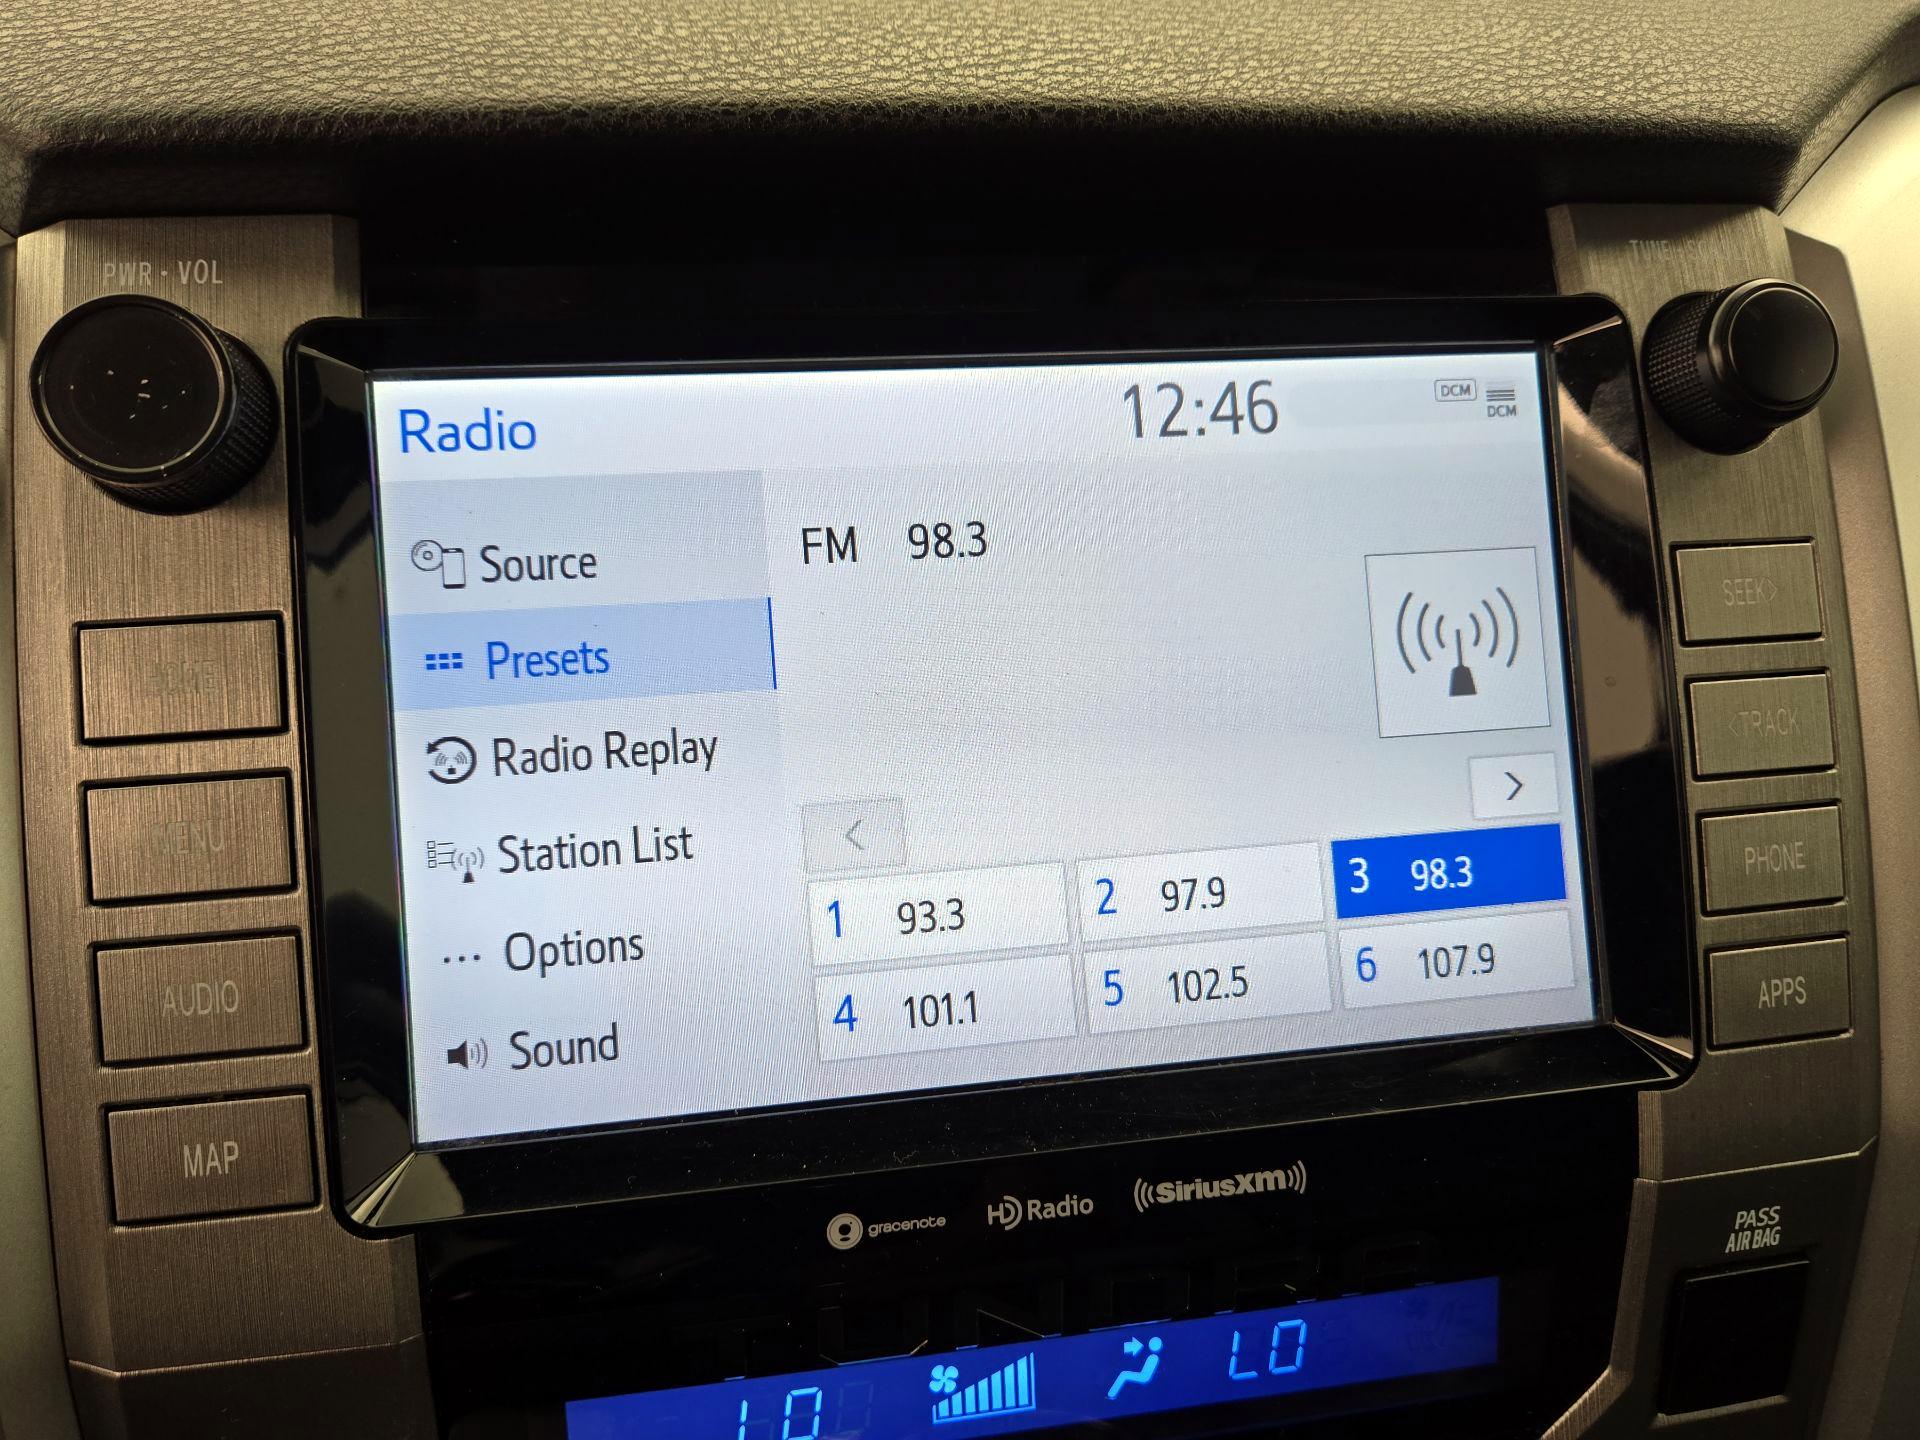 PWR · VOL
Radio
12:46
DCM
DCM
Source
FM 98.3
SEEK>
Presets
HOME
<TRACK
Radio Replay
MENU
PHONE
Station List
1 93.3
2 97.9
3 98.3
Options
4 101.1
5 102.5
6 107.9
AUDIO
APPS
Sound
MAP
gracenote
HD Radio
SiriusXM
PASS
AIR BAG
TUNDRA
LO
LO